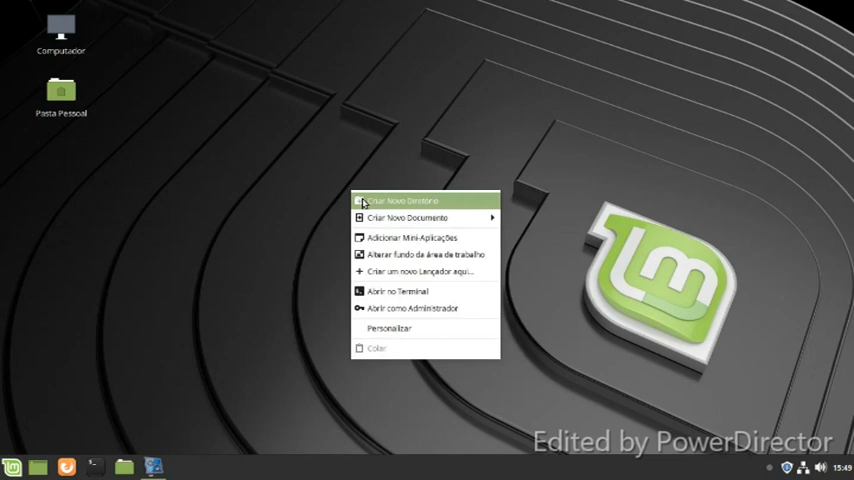 Computador
Pasta Pessoal
Criar Novo Diretório
Criar Novo Documento
Adicionar Mini-Aplicações
Alterar fundo da área de trabalho
Criar um novo Lançador aqui...
Abrir no Terminal
Abrir como Administrador
Personalizar
Colar
lm
Edited by PowerDirector
15:49